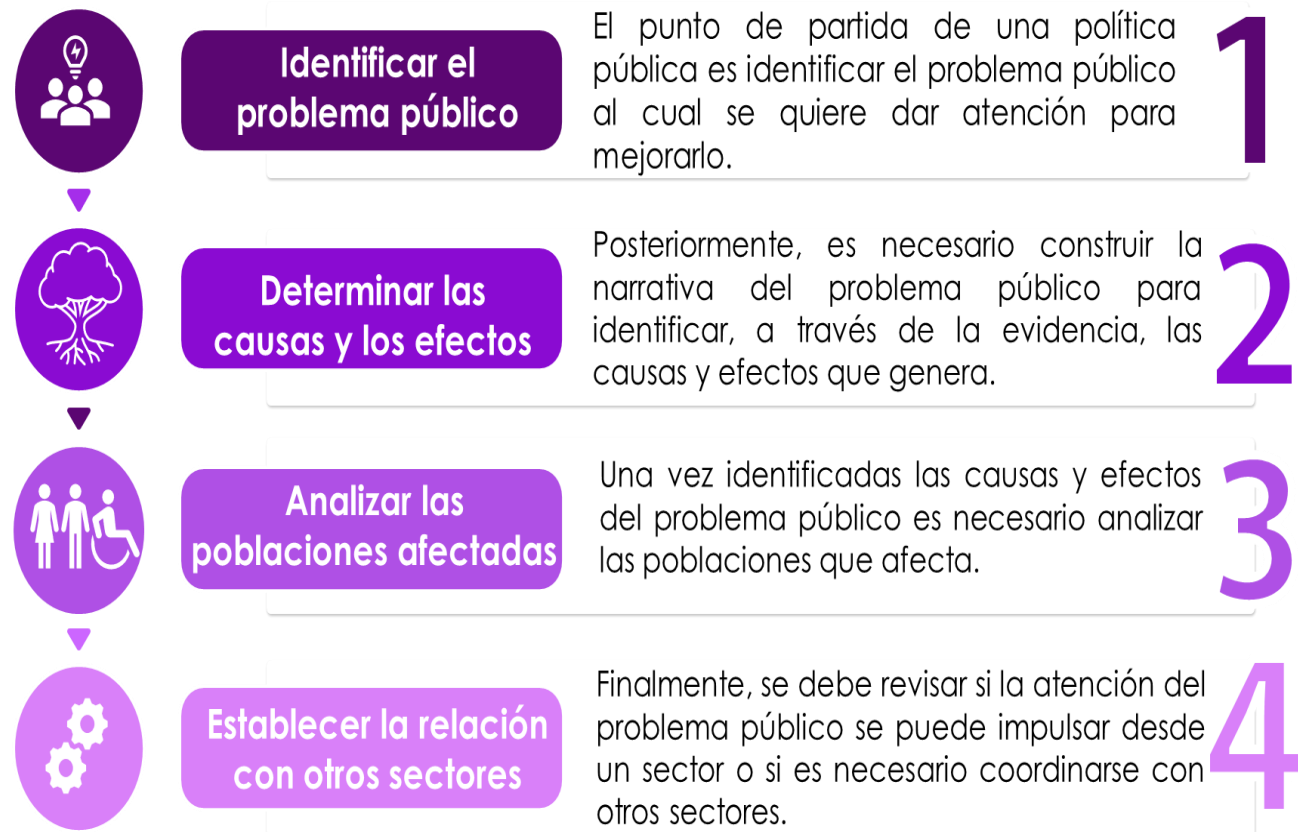 Identificar el
problema público
El punto de partida de una política
pública es identificar el problema público
al cual se quiere dar atención para
mejorarlo.
1
Determinar las
causas y los efectos
Posteriormente, es necesario construir la
narrativa del problema público para
identificar, a través de la evidencia, las
causas y efectos que genera.
2
Analizar las
poblaciones afectadas
Una vez identificadas las causas y efectos
del problema público es necesario analizar
las poblaciones que afecta.
3
Establecer la relación
con otros sectores
Finalmente, se debe revisar si la atención del
problema público se puede impulsar desde
un sector o si es necesario coordinarse con
otros sectores.
4